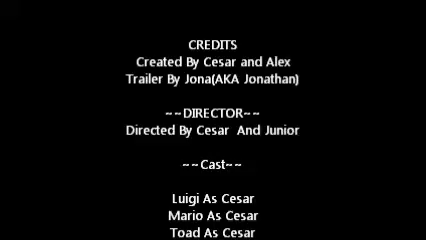 CREDITS
Created By Cesar and Alex
Trailer By Jona(AKA Jonathan)
~~DIRECTOR~~
Directed By Cesar  And Junior
~~Cast~~
Luigi As Cesar
Mario As Cesar
Toad As Cesar